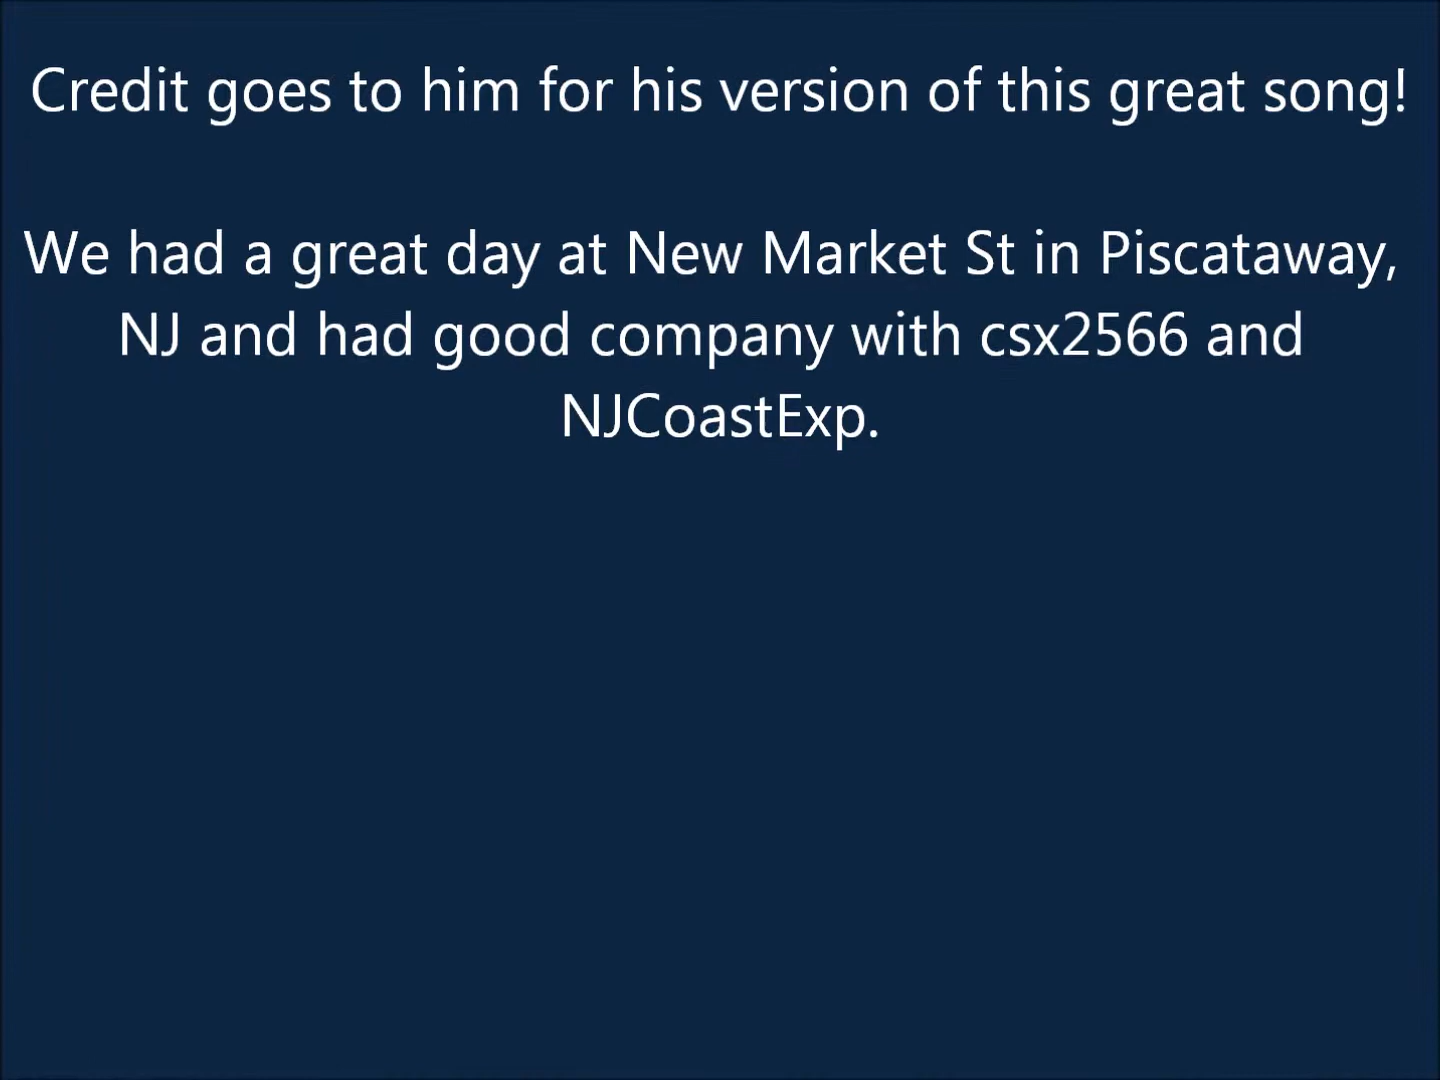 Credit goes to him for his version of this great song!
We had a great day at New Market St in Piscataway,
NJ and had good company with csx2566 and
NJCoastExp.